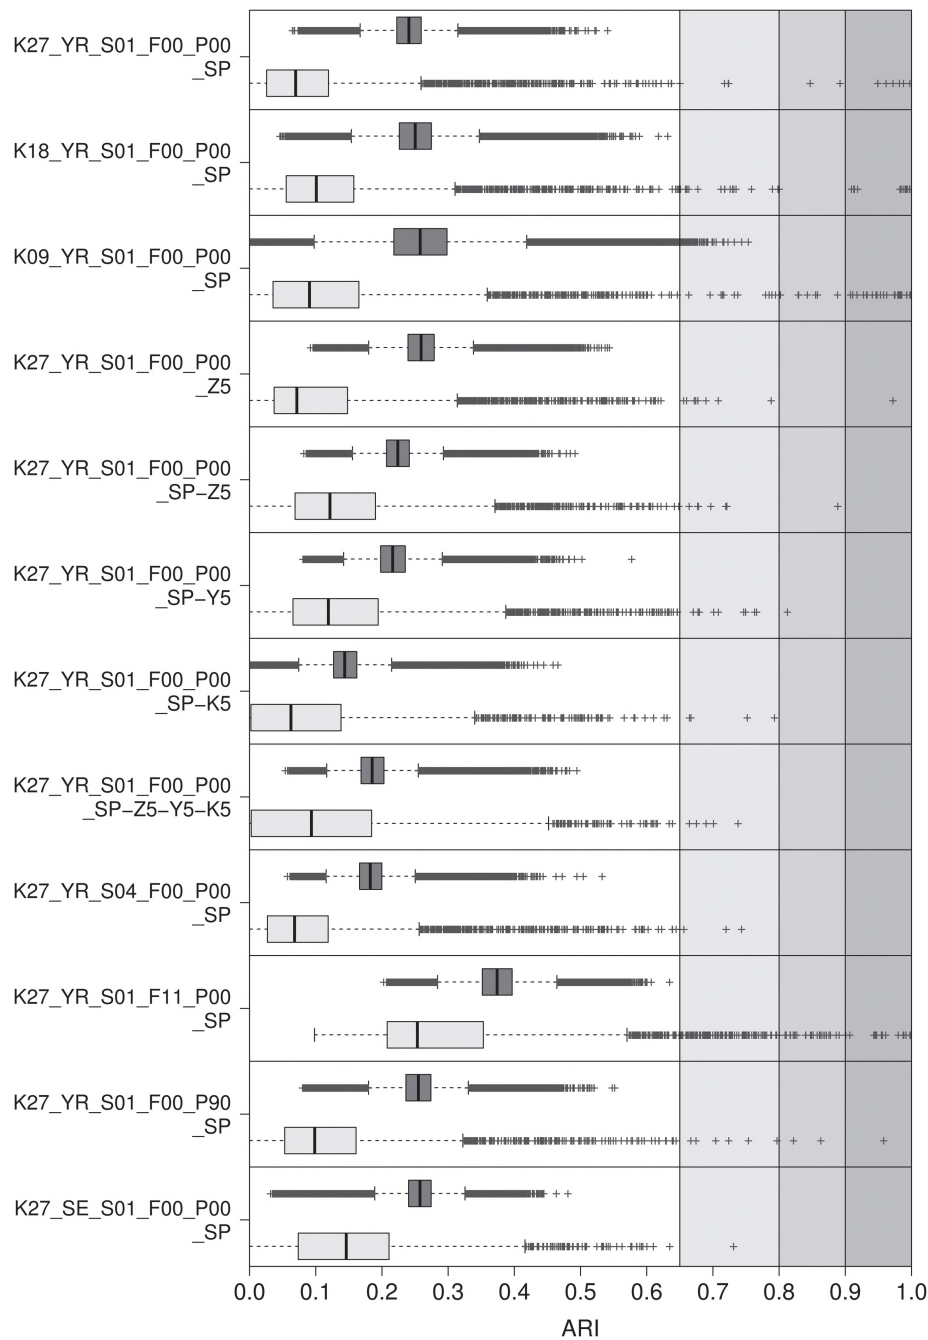 K27_YR_S01_F00_P00
_SP
K18_YR_S01_F00_P00
_SP
K09_YR_S01_F00_P00
_SP
K27_YR_S01_F00_P00
_Z5
K27_YR_S01_F00_P00
_SP−Z5
K27_YR_S01_F00_P00
_SP−Y5
K27_YR_S01_F00_P00
_SP−K5
K27_YR_S01_F00_P00
_SP−Z5−Y5−K5
K27_YR_S04_F00_P00
_SP
K27_YR_S01_F11_P00
_SP
K27_YR_S01_F00_P90
_SP
K27_SE_S01_F00_P00
_SP
0.0 0.1 0.2 0.3 0.4 0.5 0.6 0.7 0.8 0.9 1.0
ARI